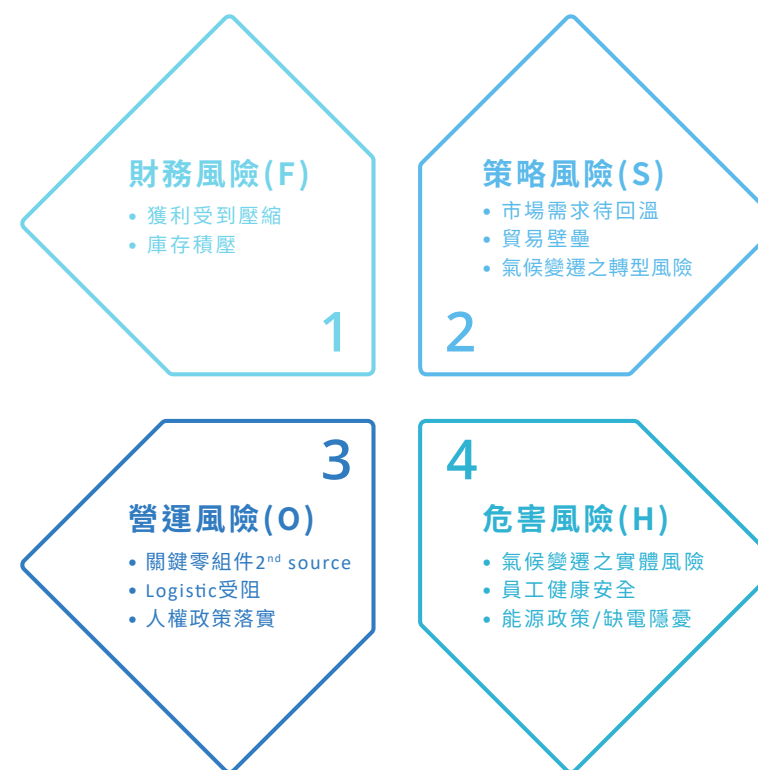 財務風險(F)
• 獲利受到壓縮
• 庫存積壓
1
策略風險(S)
• 市場需求待回溫
• 貿易壁壘
• 氣候變遷之轉型風險
2
3
營運風險(O)
• 關鍵零組件2nd source
• Logistic受阻
• 人權政策落實
4
危害風險(H)
• 氣候變遷之實體風險
• 員工健康安全
• 能源政策/缺電隱憂